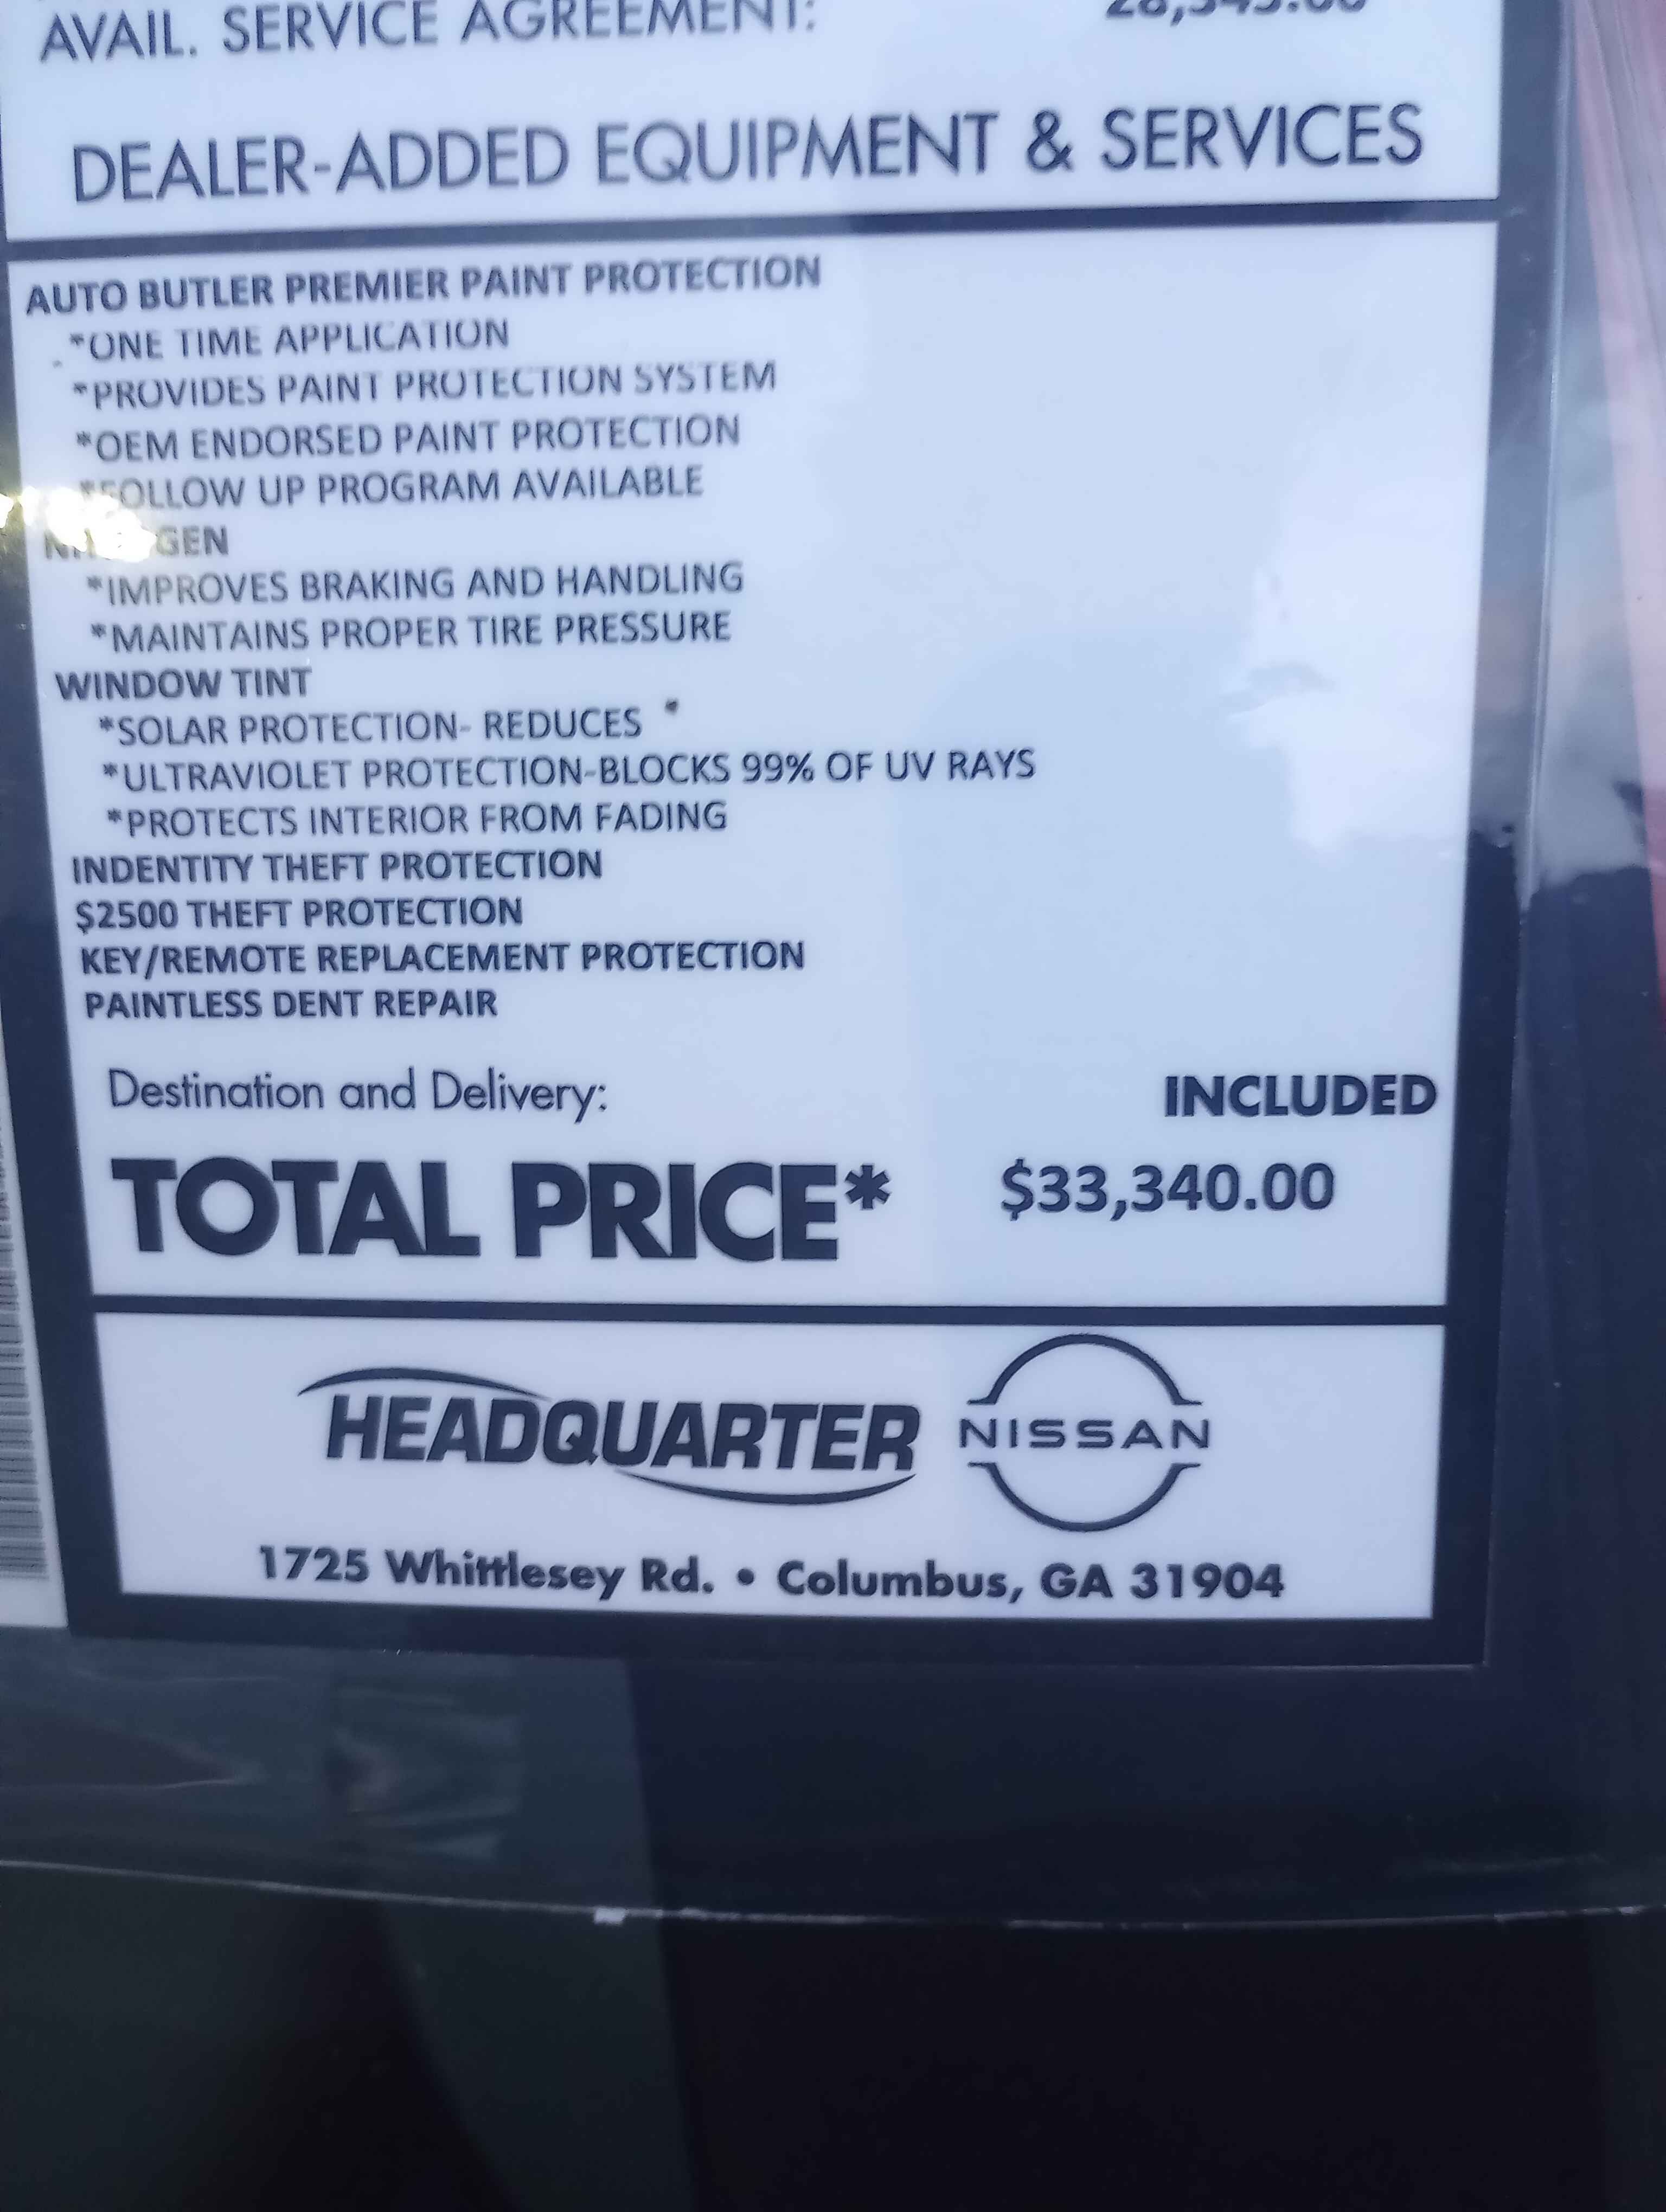 AVAIL. SERVICE AGREEMENT:
DEALER-ADDED EQUIPMENT & SERVICES
AUTO BUTLER PREMIER PAINT PROTECTION
*ONE TIME APPLICATION
*PROVIDES PAINT PROTECTION SYSTEM
*OEM ENDORSED PAINT PROTECTION
*FOLLOW UP PROGRAM AVAILABLE
*IMPROVES BRAKING AND HANDLING
*MAINTAINS PROPER TIRE PRESSURE
WINDOW TINT
*SOLAR PROTECTION- REDUCES
*ULTRAVIOLET PROTECTION-BLOCKS 99% OF UV RAYS
*PROTECTS INTERIOR FROM FADING
INDENTITY THEFT PROTECTION
$2500 THEFT PROTECTION
KEY/REMOTE REPLACEMENT PROTECTION
PAINTLESS DENT REPAIR
Destination and Delivery: INCLUDED
TOTAL PRICE* $33,340.00
HEADQUARTER NISSAN
1725 Whittlesey Rd. • Columbus, GA 31904